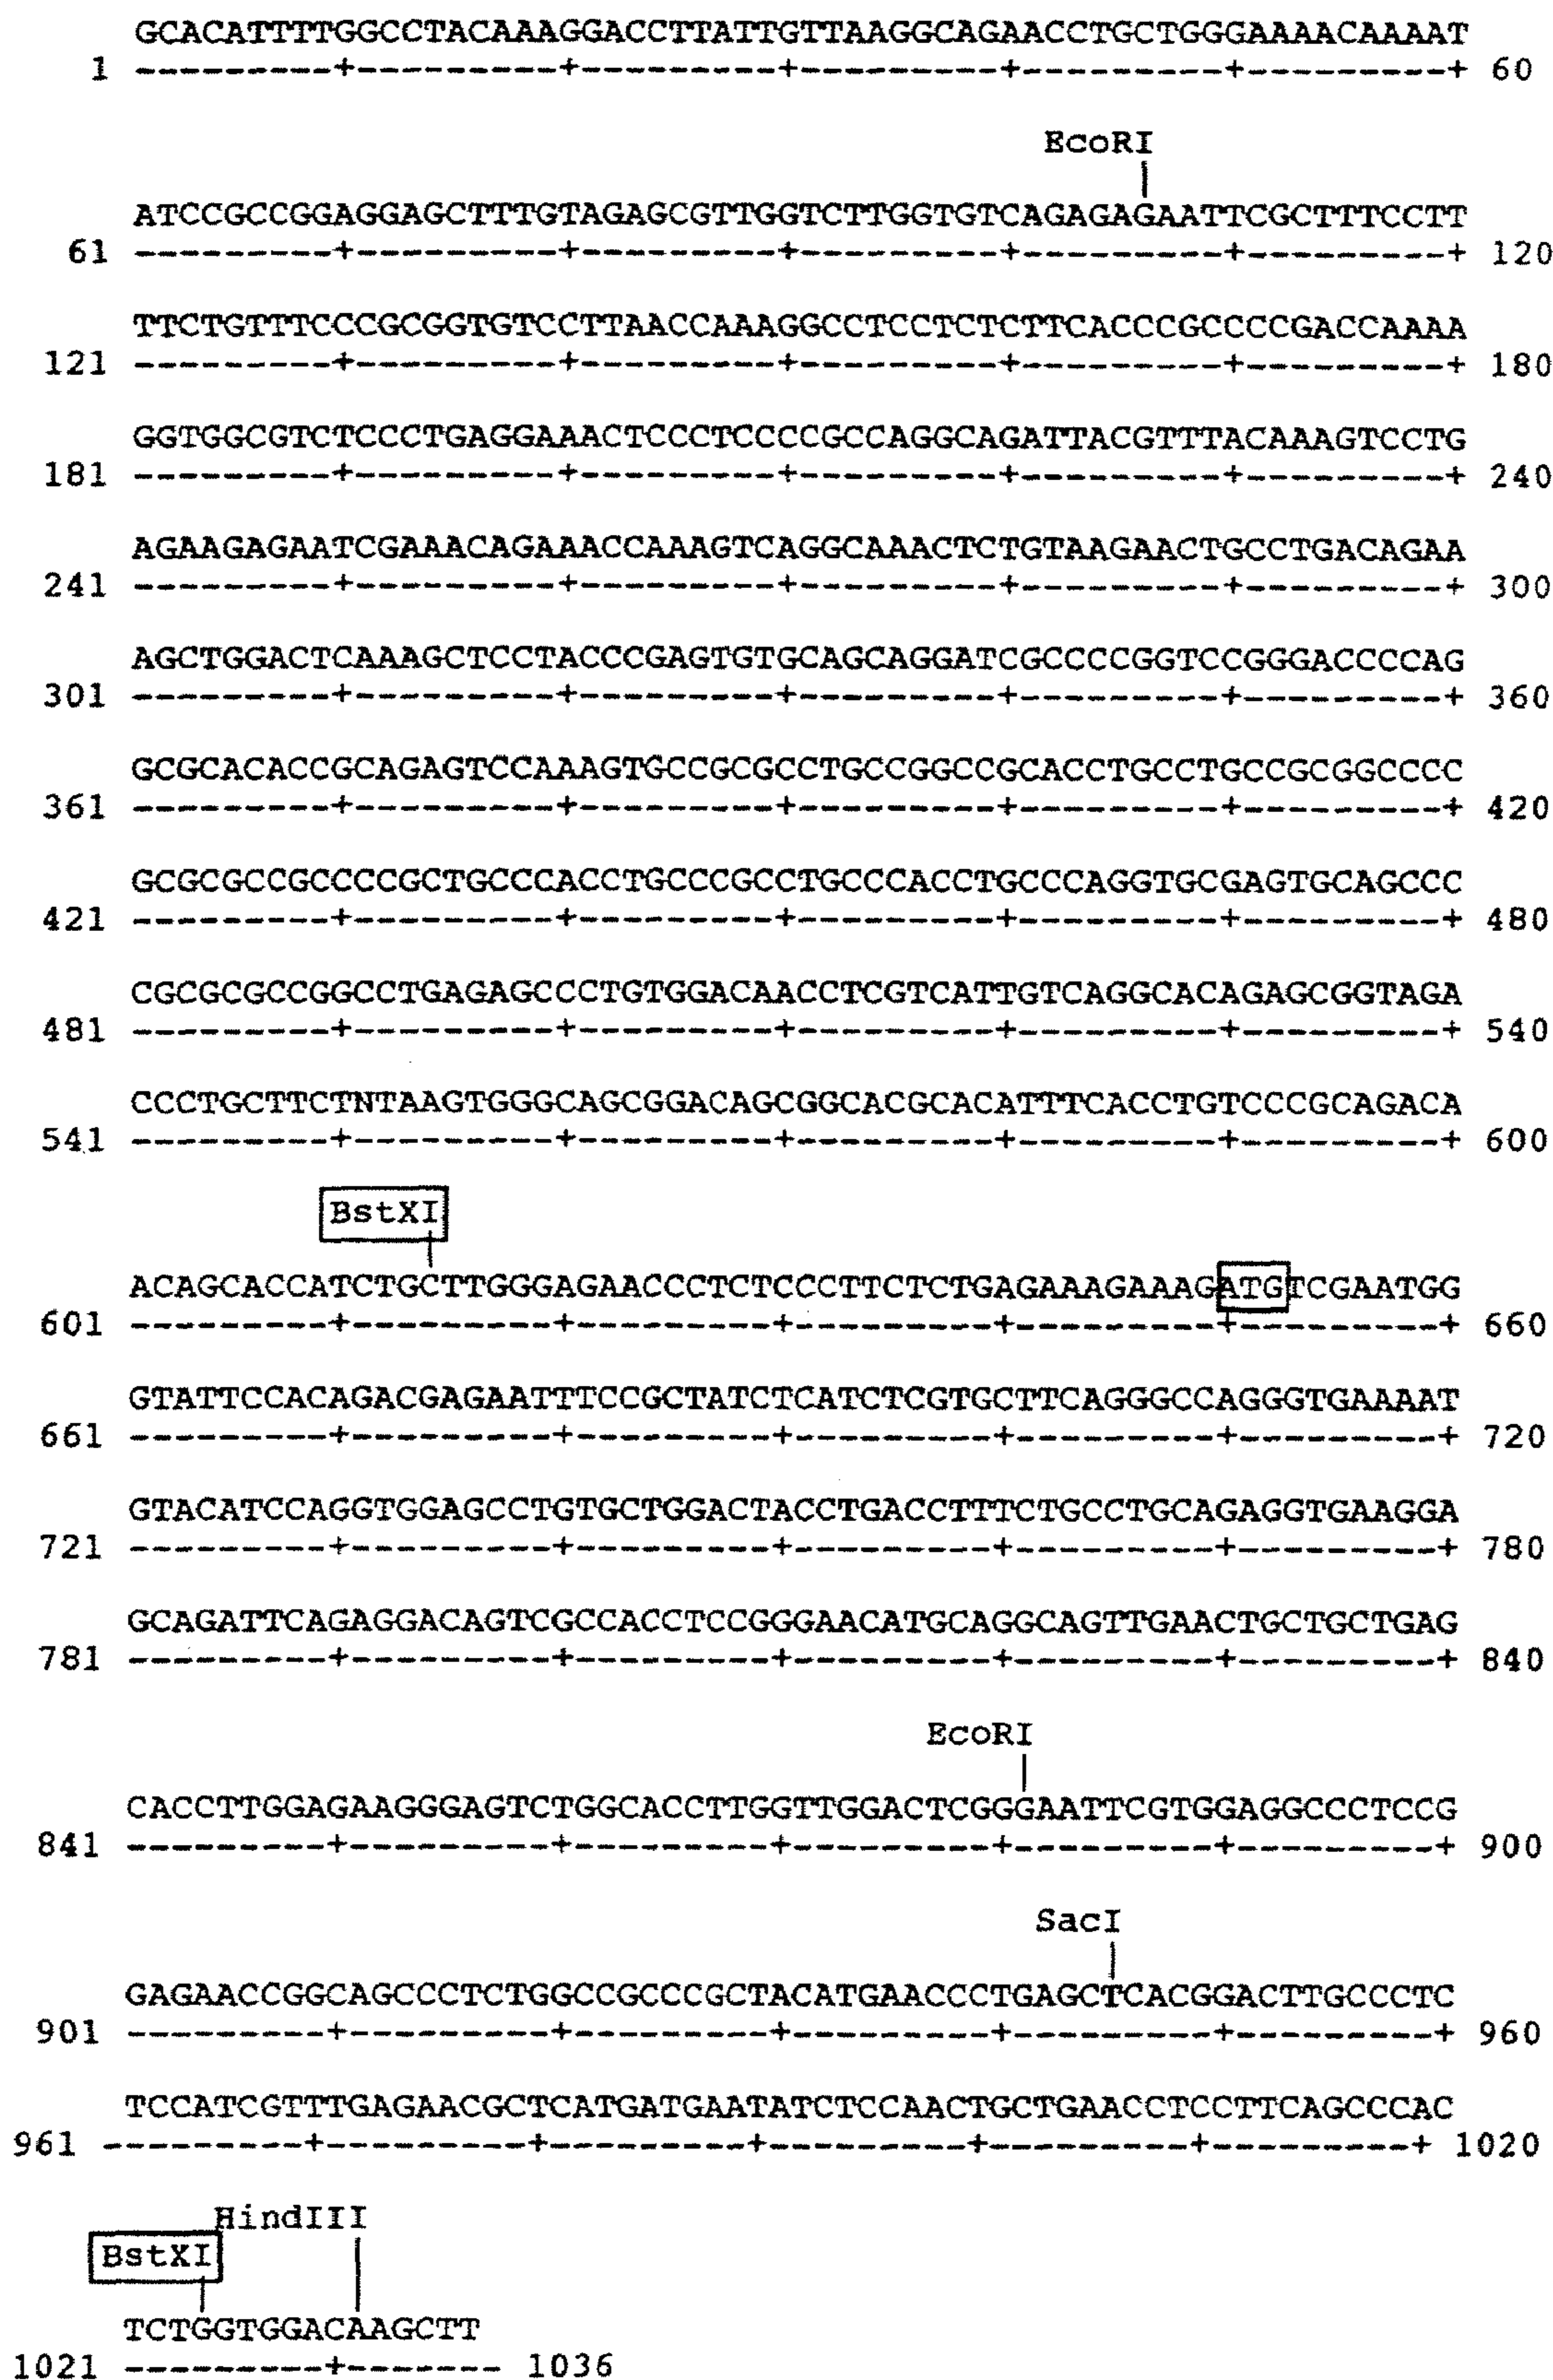 GCACATTTTGGCCTACAAAGGACCTTATTGTTAAGGCAGAACCTGCTGGGAAAACAAAAT
1 ---------+---------+---------+---------+---------+---------+ 60
EcoRI
ATCCGCCGGAGGAGCTTTGTAGAGCGTTGGTCTTGGTGTCAGAGAGAATTCGCTTTCCTT
61 ---------+---------+---------+---------+---------+---------+ 120
TTCTGTTTCCCGCGGTGTCCTTAACCAAAGGCCTCCTCTCTTCACCCGCCCCGACCAAAA
121 ---------+---------+---------+---------+---------+---------+ 180
GGTGGCGTCTCCCTGAGGAAACTCCCTCCCCGCCAGGCAGATTACGTTTACAAAGTCCTG
181 ---------+---------+---------+---------+---------+---------+ 240
AGAAGAGAATCGAAACAGAAACCAAAGTCAGGCAAACTCTGTAAGAACTGCCTGACAGAA
241 ---------+---------+---------+---------+---------+---------+ 300
AGCTGGACTCAAAGCTCCTACCCGAGTGTGCAGCAGGATCGCCCCGGTCCGGGACCCCAG
301 ---------+---------+---------+---------+---------+---------+ 360
GCGCACACCGCAGAGTCCAAAGTGCCGCGCCTGCCGGCCGCACCTGCCTGCCGCGGCCCC
361 ---------+---------+---------+---------+---------+---------+ 420
GCGCGCCGCCCCGCTGCCCACCTGCCCGCCTGCCCACCTGCCCAGGTGCGAGTGCAGCCC
421 ---------+---------+---------+---------+---------+---------+ 480
CGCGCGCCGGCCTGAGAGCCCTGTGGACAACCTCGTCATTGTCAGGCACAGAGCGGTAGA
481 ---------+---------+---------+---------+---------+---------+ 540
CCCTGCTTCTNTAAGTGGGCAGCGGACAGCGGCACGCACATTTCACCTGTCCCGCAGACA
541 ---------+---------+---------+---------+---------+---------+ 600
BstXI
ACAGCACCATCTGCTTGGGAGAACCCTCTCCCTTCTCTGAGAAAGAAAGATGTCGAATGG
601 ---------+---------+---------+---------+---------+---------+ 660
GTATTCCACAGACGAGAATTTCCGCTATCTCATCTCGTGCTTCAGGGCCAGGGTGAAAAT
661 ---------+---------+---------+---------+---------+---------+ 720
GTACATCCAGGTGGAGCCTGTGCTGGACTACCTGACCTTTCTGCCTGCAGAGGTGAAGGA
721 ---------+---------+---------+---------+---------+---------+ 780
GCAGATTCAGAGGACAGTCGCCACCTCCGGGAACATGCAGGCAGTTGAACTGCTGCTGAG
781 ---------+---------+---------+---------+---------+---------+ 840
EcoRI
CACCTTGGAGAAGGGAGTCTGGCACCTTGGTTGGACTCGGGAATTCGTGGAGGCCCTCCG
841 ---------+---------+---------+---------+---------+---------+ 900
SacI
GAGAACCGGCAGCCCTCTGGCCGCCCGCTACATGAACCCTGAGCTCACGGACTTGCCCTC
901 ---------+---------+---------+---------+---------+---------+ 960
TCCATCGTTTGAGAACGCTCATGATGAATATCTCCAACTGCTGAACCTCCTTCAGCCCAC
961 ---------+---------+---------+---------+---------+---------+ 1020
HindIII
BstXI
TCTGGTGGACAAGCTT
1021 ---------+------- 1036